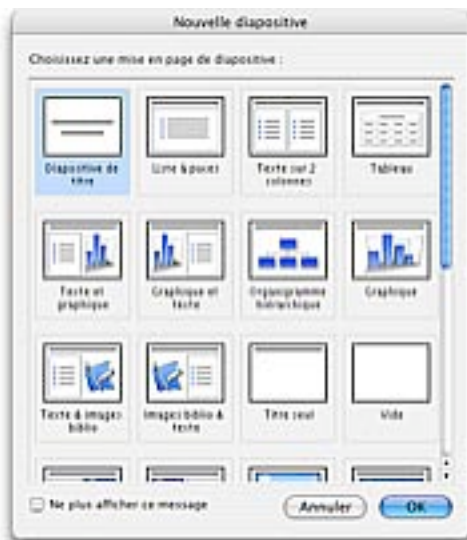 Nouvelle diapositive
Choisissez une mise en page de diapositive :
Diapositive de
titre
Liste à puces
Texte sur 2
colonnes
Tableau
Texte et
graphique
Graphique et
texte
Organigramme
hiérarchique
Graphique
Texte & images
biblio
Images biblio &
texte
Titre seul
Vide
Ne plus afficher ce message
Annuler
OK